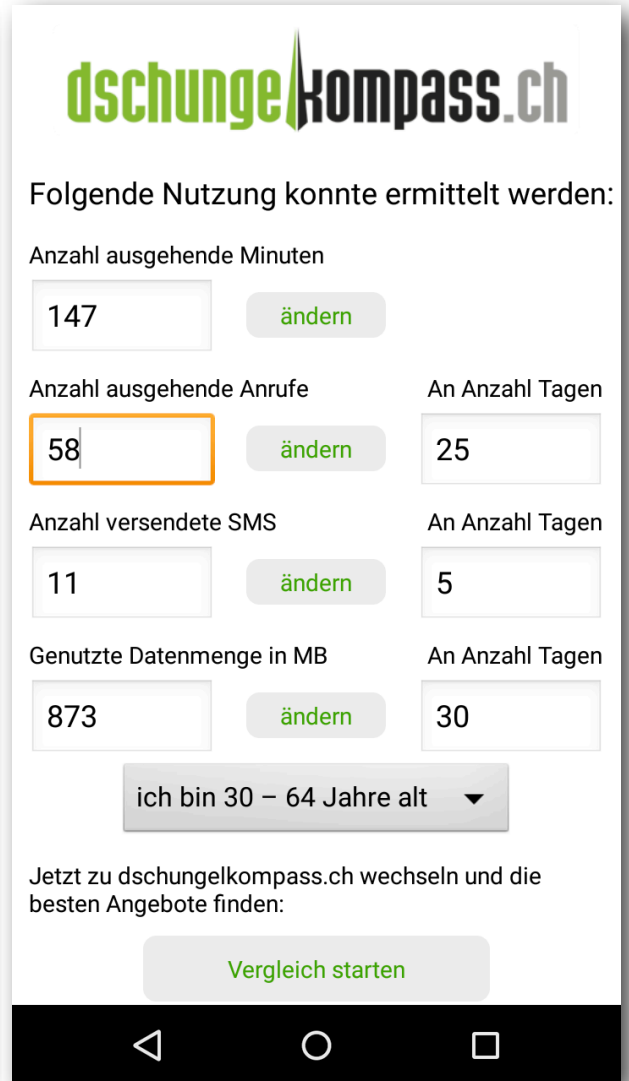 dschungelkompass.ch
Folgende Nutzung konnte ermittelt werden:
Anzahl ausgehende Minuten
147 ändern
Anzahl ausgehende Anrufe An Anzahl Tagen
58 ändern 25
Anzahl versendete SMS An Anzahl Tagen
11 ändern 5
Genutzte Datenmenge in MB An Anzahl Tagen
873 ändern 30
ich bin 30 – 64 Jahre alt
Jetzt zu dschungelkompass.ch wechseln und die
besten Angebote finden:
Vergleich starten